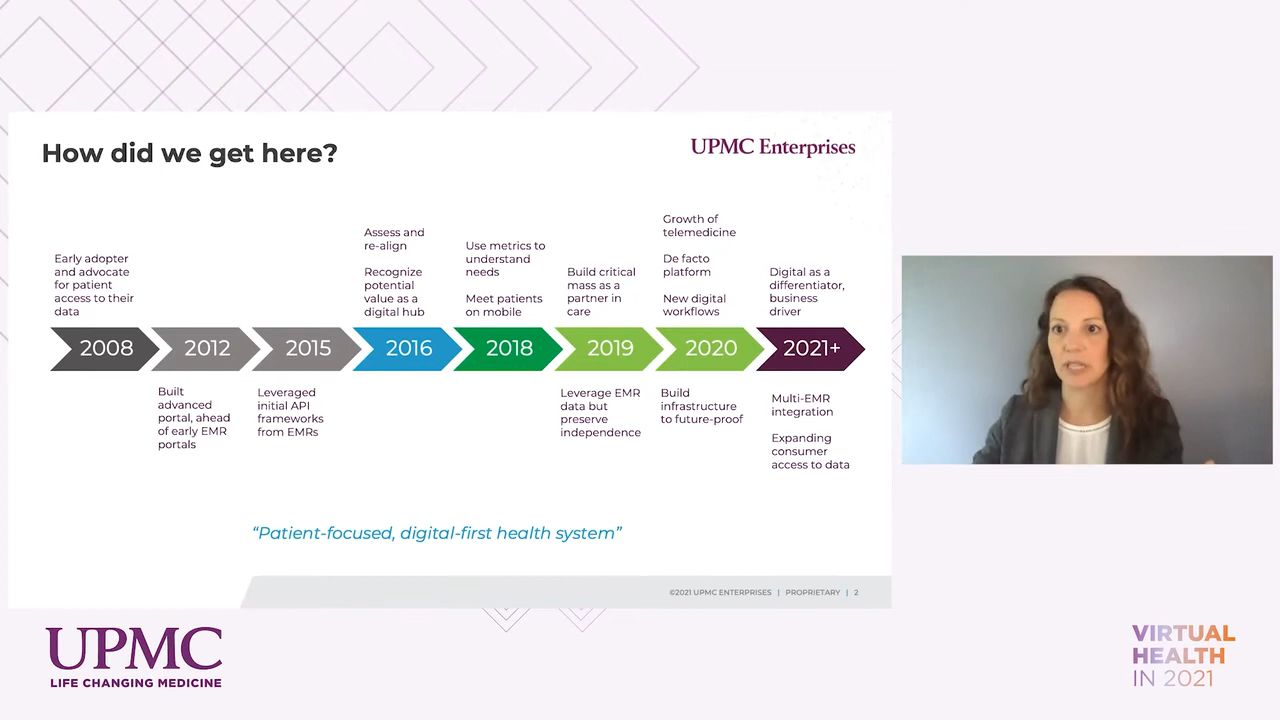 How did we get here?
UPMC Enterprises
Early adopter
and advocate
for patient
access to their
data
2008
2012
Built
advanced
portal, ahead
of early EMR
portals
2015
Leveraged
initial API
frameworks
from EMRs
Assess and
re-align
Recognize
potential
value as a
digital hub
2016
Use metrics to
understand
needs
Meet patients
on mobile
2018
Build critical
mass as a
partner in
care
2019
Leverage EMR
data but
preserve
independence
Growth of
telemedicine
De facto
platform
New digital
workflows
2020
Build
infrastructure
to future-proof
Digital as a
differentiator,
business
driver
2021+
Multi-EMR
integration
Expanding
consumer
access to data
“Patient-focused, digital-first health system”
©2021 UPMC ENTERPRISES | PROPRIETARY | 2
UPMC
LIFE CHANGING MEDICINE
VIRTUAL
HEALTH
IN 2021